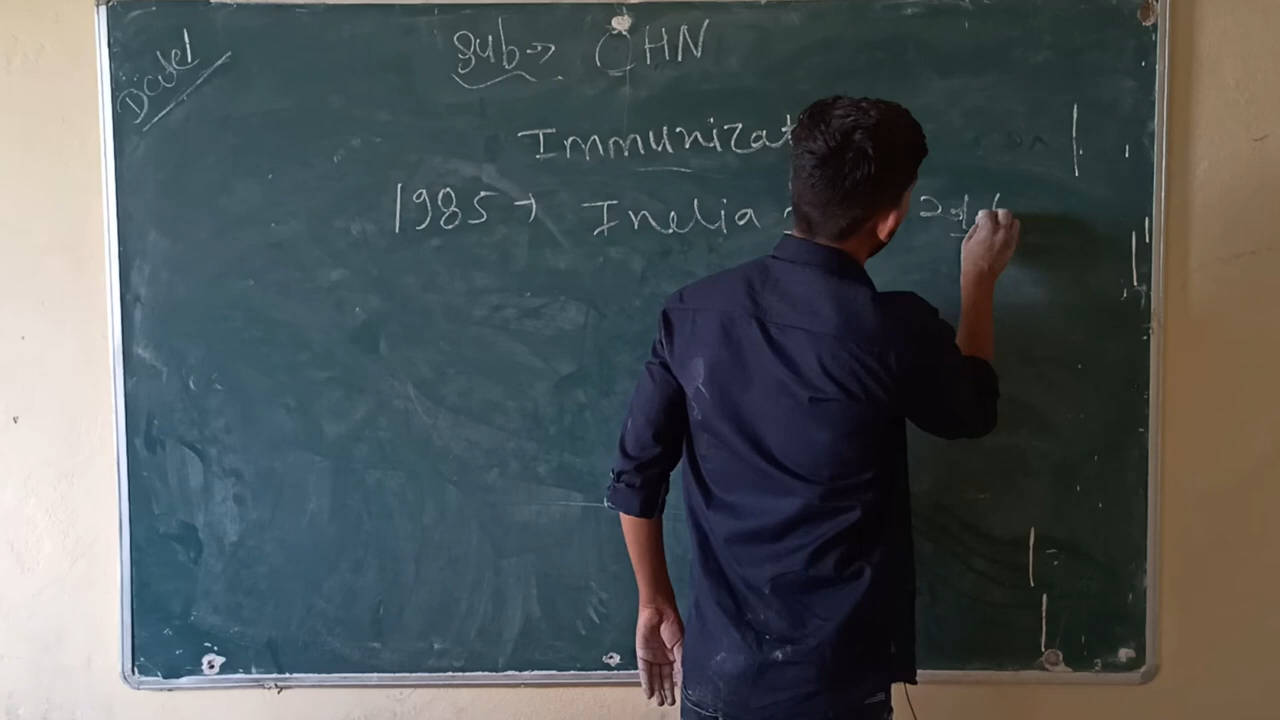 Sub → CHN
Date
Immunizat
1985 → India